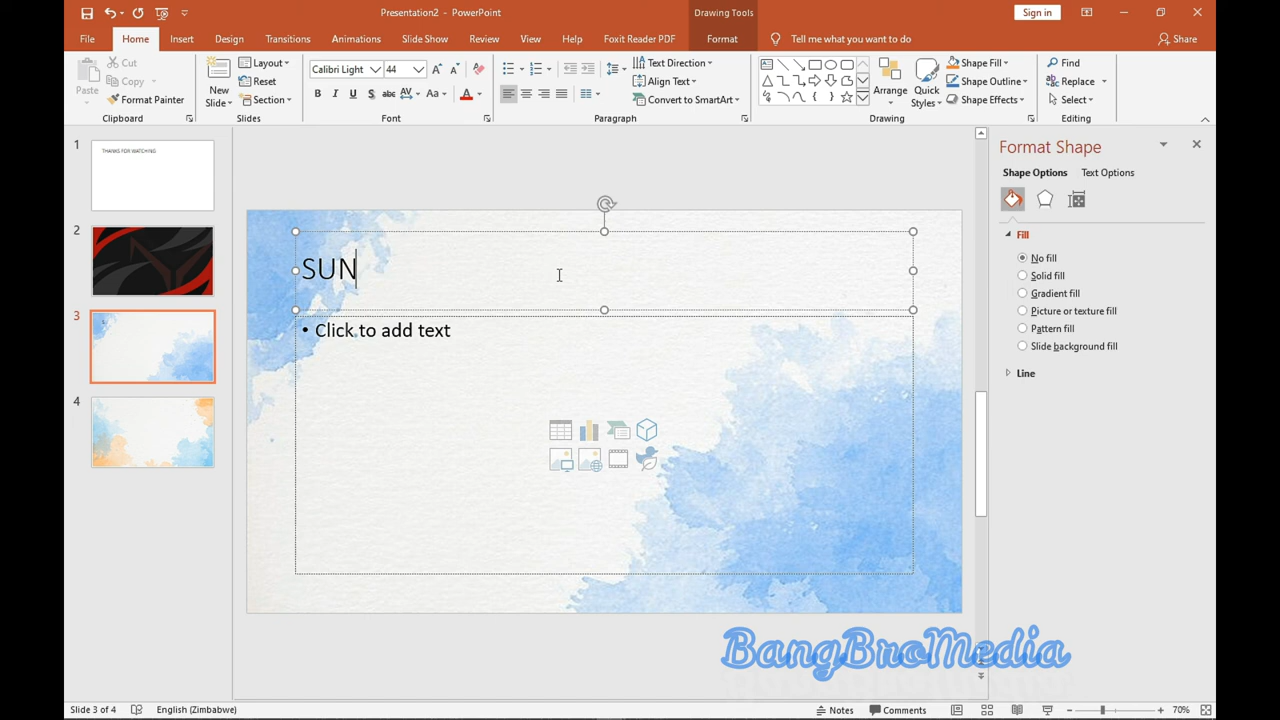 Presentation2 - PowerPoint
Drawing Tools
Sign in
File Home Insert Design Transitions Animations Slide Show Review View Help Foxit Reader PDF Format Tell me what you want to do Share
Paste
Cut
Copy
Format Painter
Clipboard
New Slide
Layout
Reset
Section
Slides
Calibri Light 44
B I U S abc AV Aa A
Font
Text Direction
Align Text
Convert to SmartArt
Paragraph
Arrange
Quick Styles
Shape Fill
Shape Outline
Shape Effects
Drawing
Find
Replace
Select
Editing
1
THANKS FOR WATCHING
2
3
4
SUN
• Click to add text
Format Shape
Shape Options Text Options
Fill
No fill
Solid fill
Gradient fill
Picture or texture fill
Pattern fill
Slide background fill
Line
BangBroMedia
Slide 3 of 4 English (Zimbabwe) Notes Comments 70%